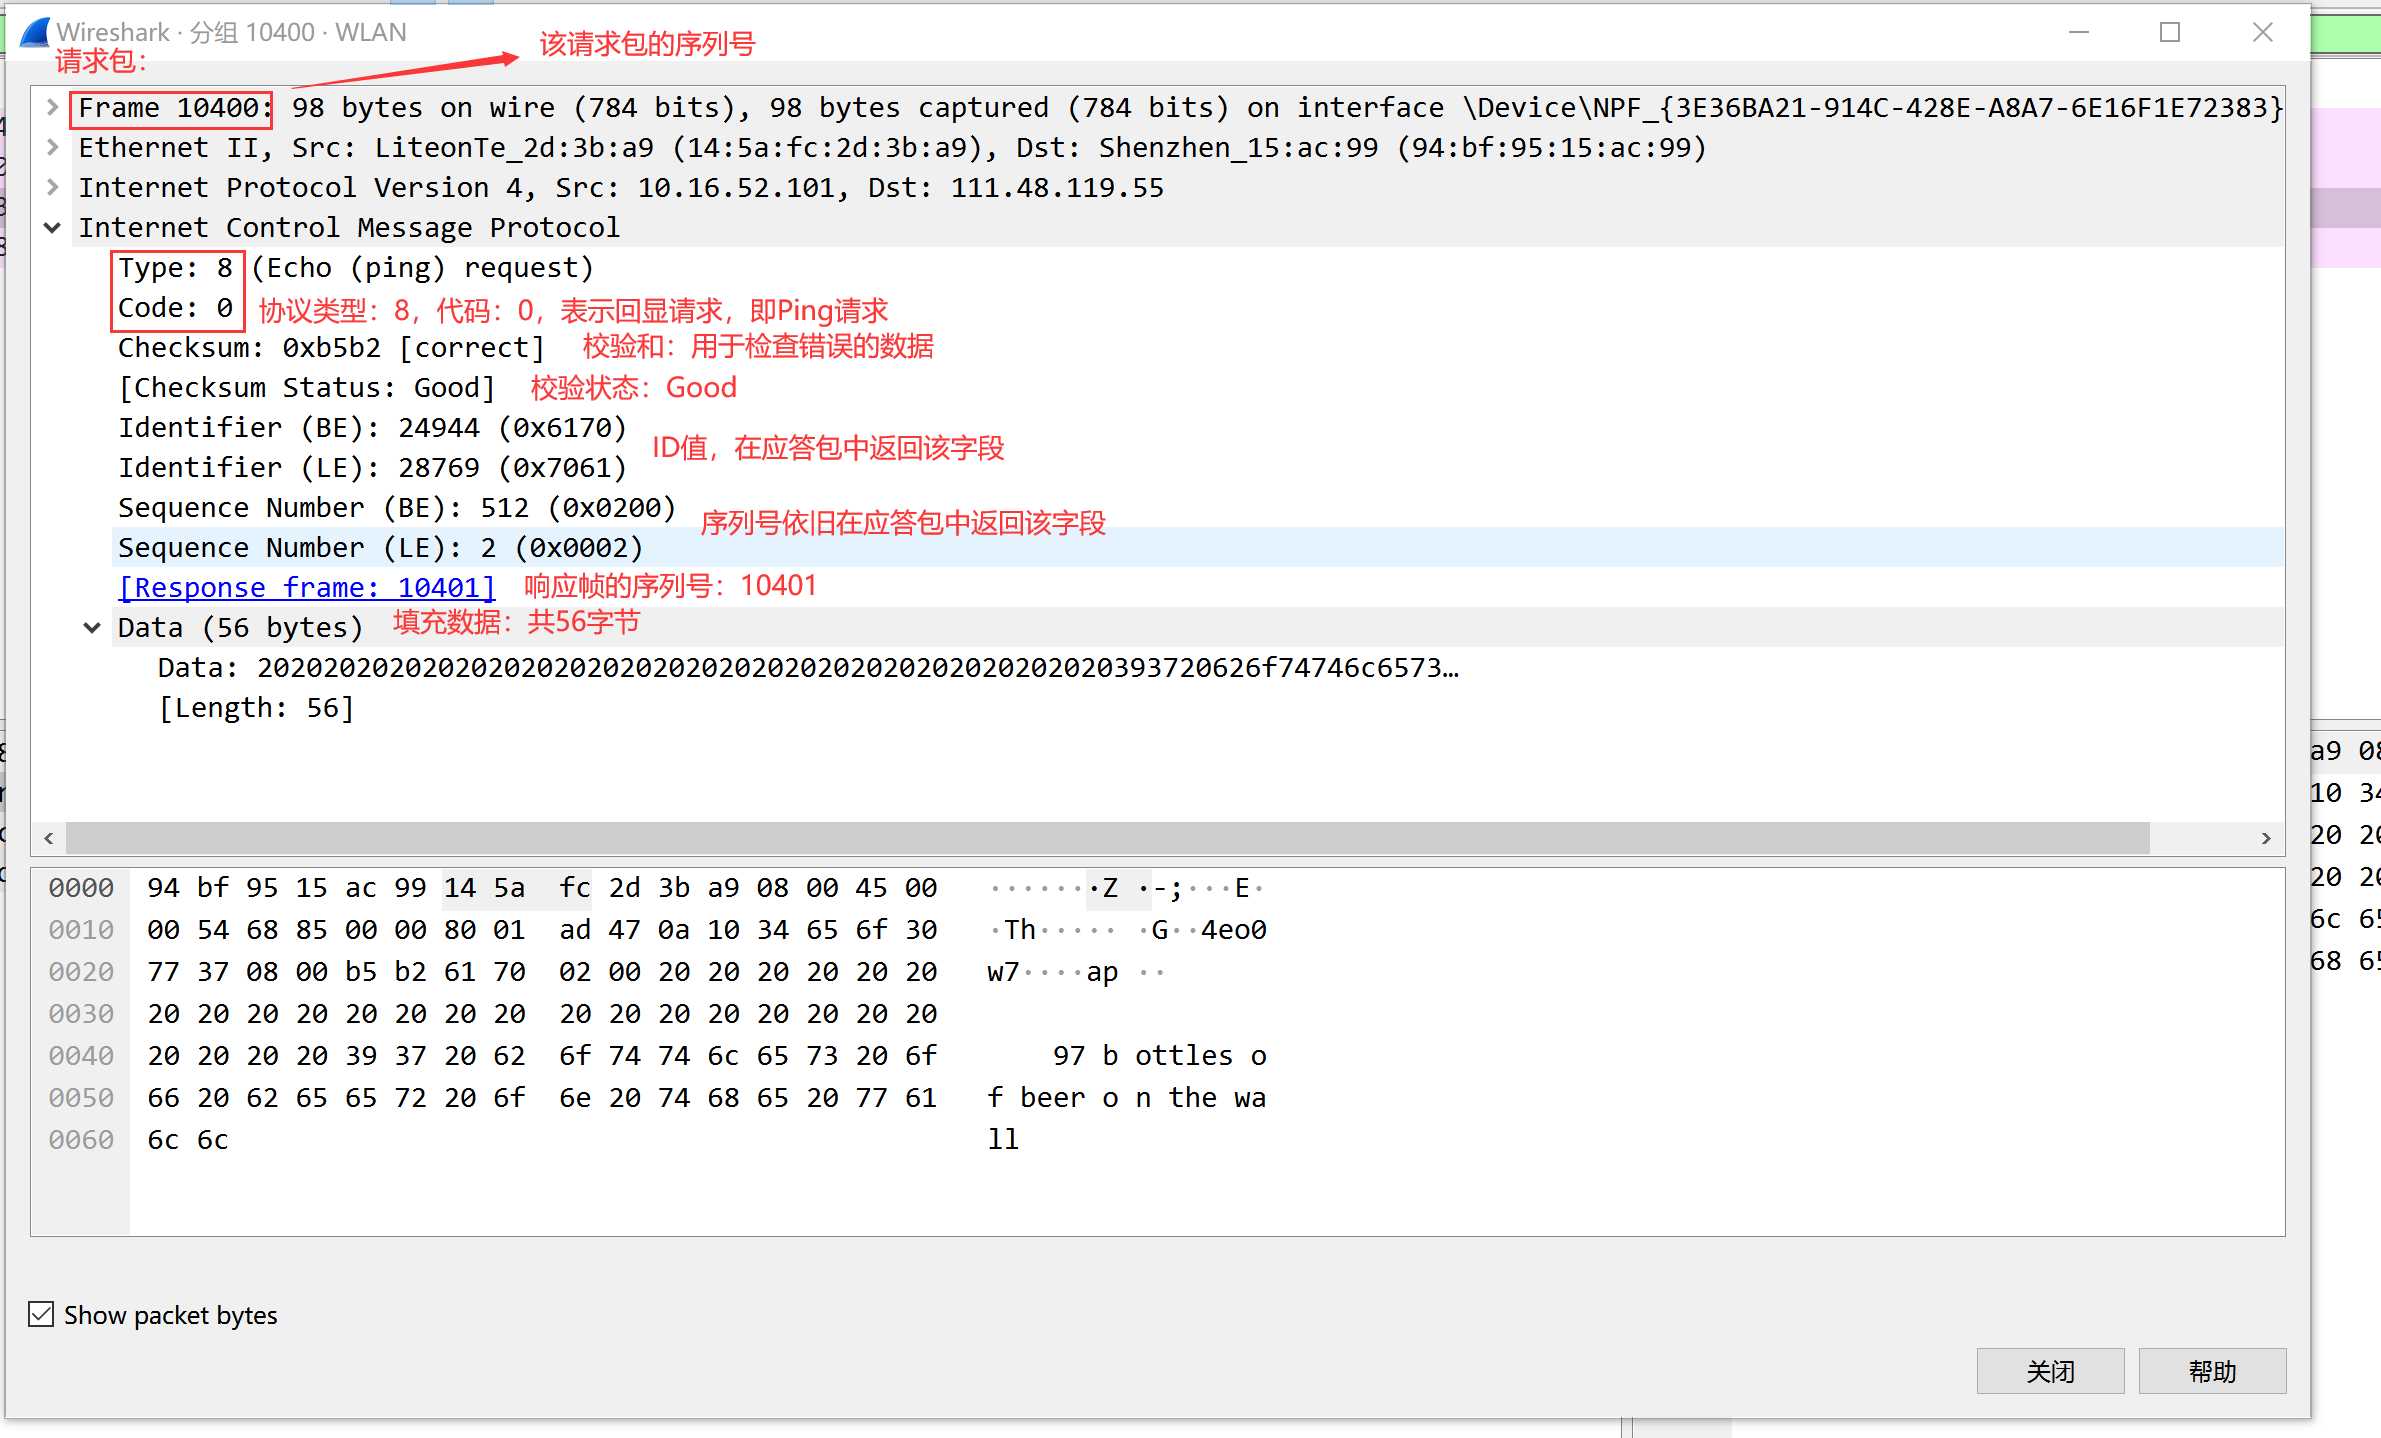 Wireshark · 分组 10400 · WLAN
请求包：
该请求包的序列号
Frame 10400: 98 bytes on wire (784 bits), 98 bytes captured (784 bits) on interface \Device\NPF_{3E36BA21-914C-428E-A8A7-6E16F1E72383}
Ethernet II, Src: LiteonTe_2d:3b:a9 (14:5a:fc:2d:3b:a9), Dst: Shenzhen_15:ac:99 (94:bf:95:15:ac:99)
Internet Protocol Version 4, Src: 10.16.52.101, Dst: 111.48.119.55
Internet Control Message Protocol
Type: 8 (Echo (ping) request)
Code: 0 协议类型：8，代码：0，表示回显请求，即Ping请求
Checksum: 0xb5b2 [correct] 校验和：用于检查错误的数据
[Checksum Status: Good] 校验状态：Good
Identifier (BE): 24944 (0x6170)
ID值，在应答包中返回该字段
Identifier (LE): 28769 (0x7061)
Sequence Number (BE): 512 (0x0200)
序列号依旧在应答包中返回该字段
Sequence Number (LE): 2 (0x0002)
[Response frame: 10401] 响应帧的序列号：10401
Data (56 bytes) 填充数据：共56字节
Data: 2020202020202020202020202020202020202020202020202020393720626f74746c6573…
[Length: 56]
0000 94 bf 95 15 ac 99 14 5a fc 2d 3b a9 08 00 45 00 ·······Z ·-;···E·
0010 00 54 68 85 00 00 80 01 ad 47 0a 10 34 65 6f 30 ·Th····· ·G··4eo0
0020 77 37 08 00 b5 b2 61 70 02 00 20 20 20 20 20 20 w7····ap ··
0030 20 20 20 20 20 20 20 20 20 20 20 20 20 20 20 20
0040 20 20 20 20 39 37 20 62 6f 74 74 6c 65 73 20 6f 97 b ottles o
0050 66 20 62 65 65 72 20 6f 6e 20 74 68 65 20 77 61 f beer o n the wa
0060 6c 6c ll
a9 08
10 34
20 20
20 20
6c 65
68 65
Show packet bytes
关闭 帮助